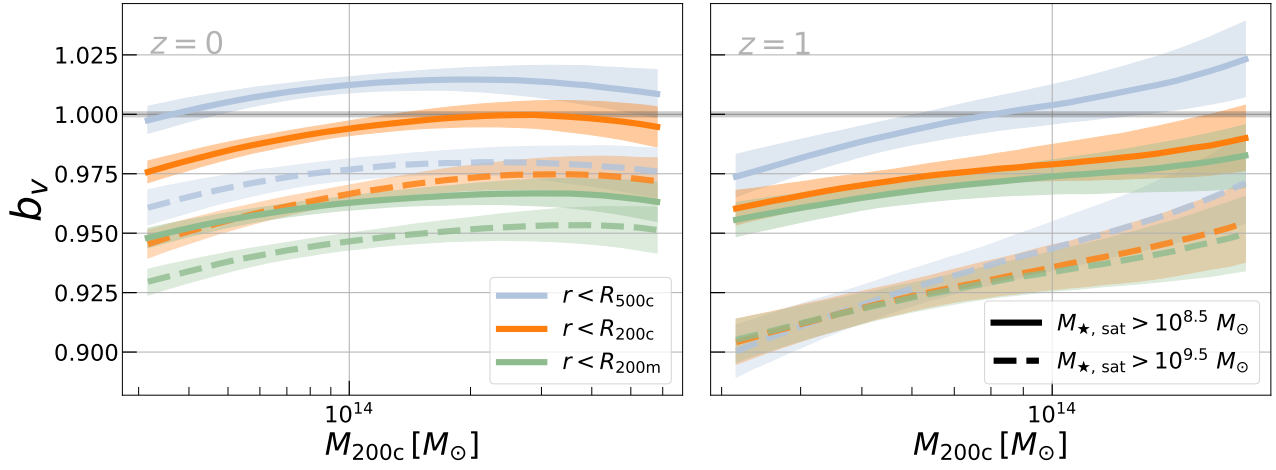 z = 0
z = 1
b_v
1.025
1.000
0.975
0.950
0.925
0.900
r < R_500c
r < R_200c
r < R_200m
M_★, sat > 10^8.5 M_⊙
M_★, sat > 10^9.5 M_⊙
10^14
10^14
M_200c [M_⊙]
M_200c [M_⊙]